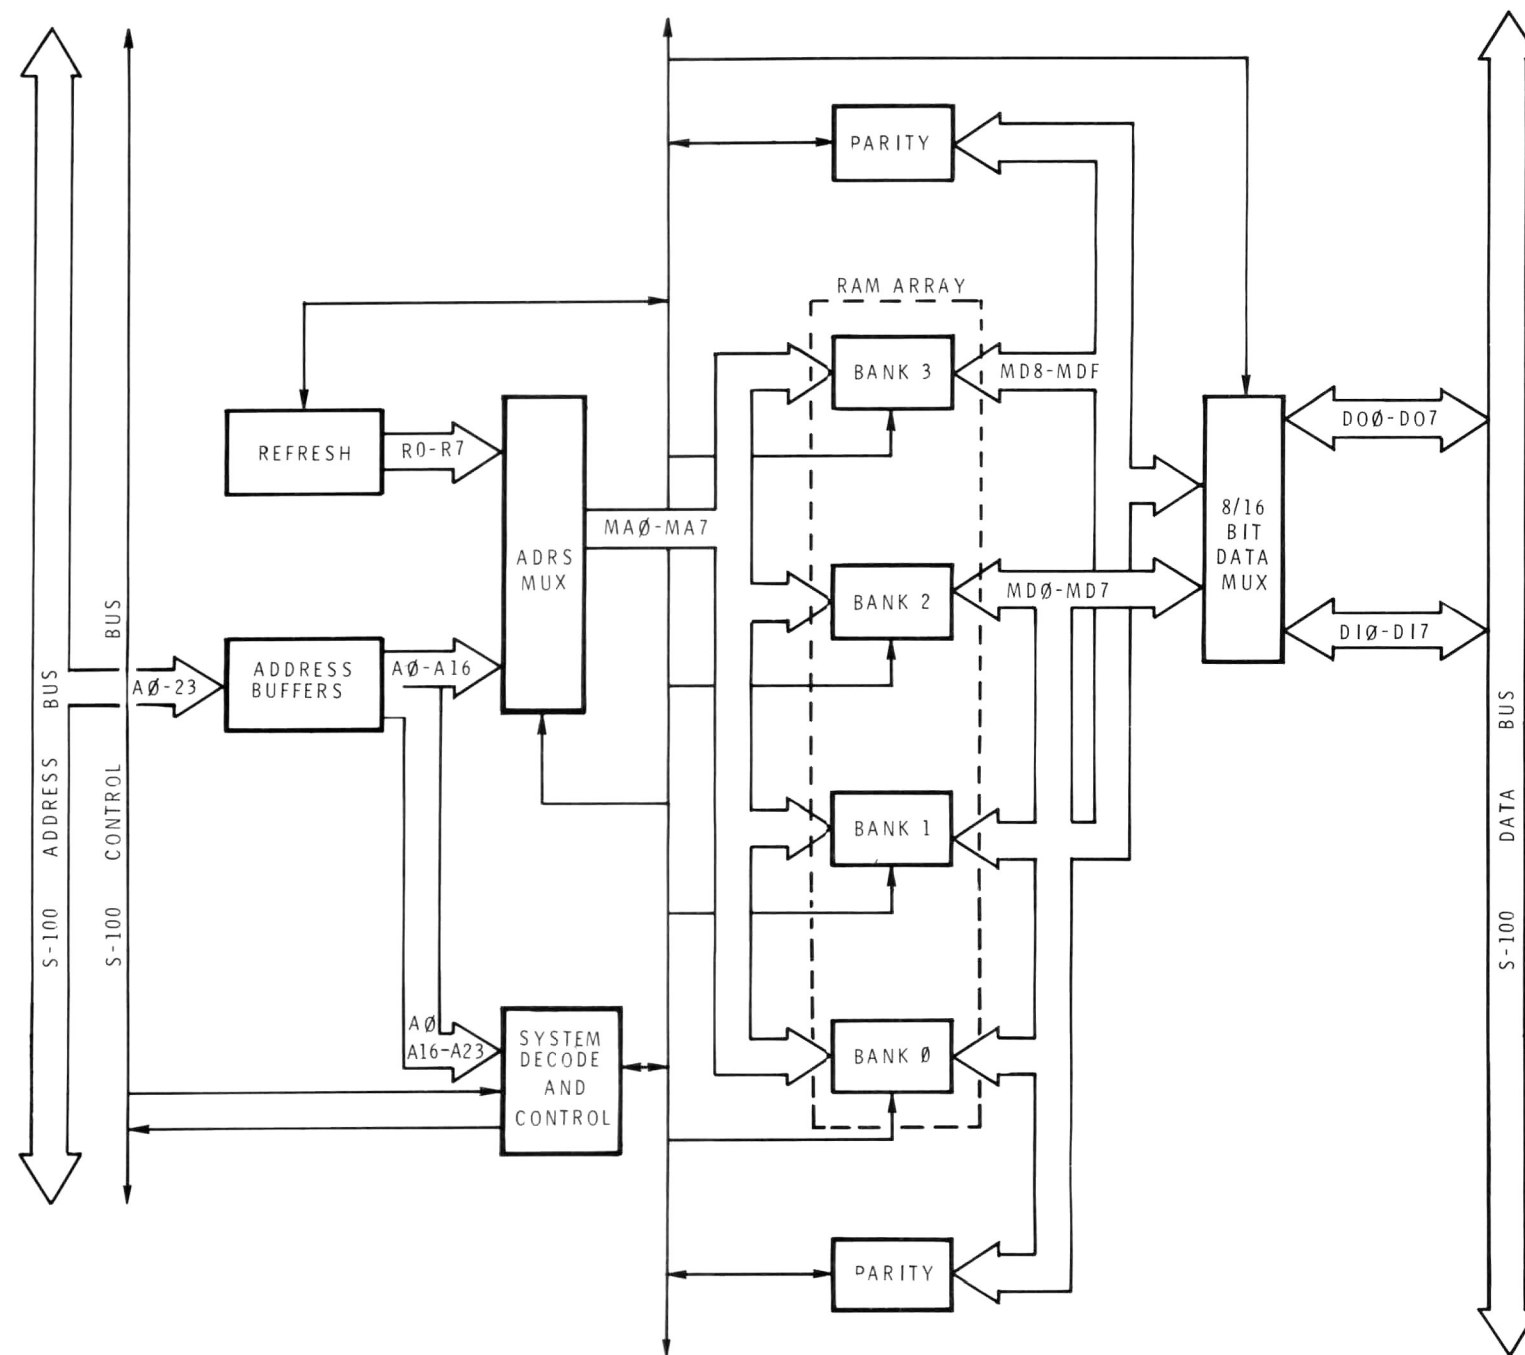 PARITY
RAM ARRAY
BANK 3
MD8-MDF
REFRESH
R0-R7
DOØ-DO7
MAØ-MA7
ADRS
MUX
8/16
BIT
DATA
MUX
BANK 2
MDØ-MD7
DIØ-DI7
AØ-23
ADDRESS
BUFFERS
AØ-A16
BANK 1
S-100 ADDRESS BUS
S-100 CONTROL BUS
S-100 DATA BUS
AØ
A16-A23
SYSTEM
DECODE
AND
CONTROL
BANK Ø
PARITY